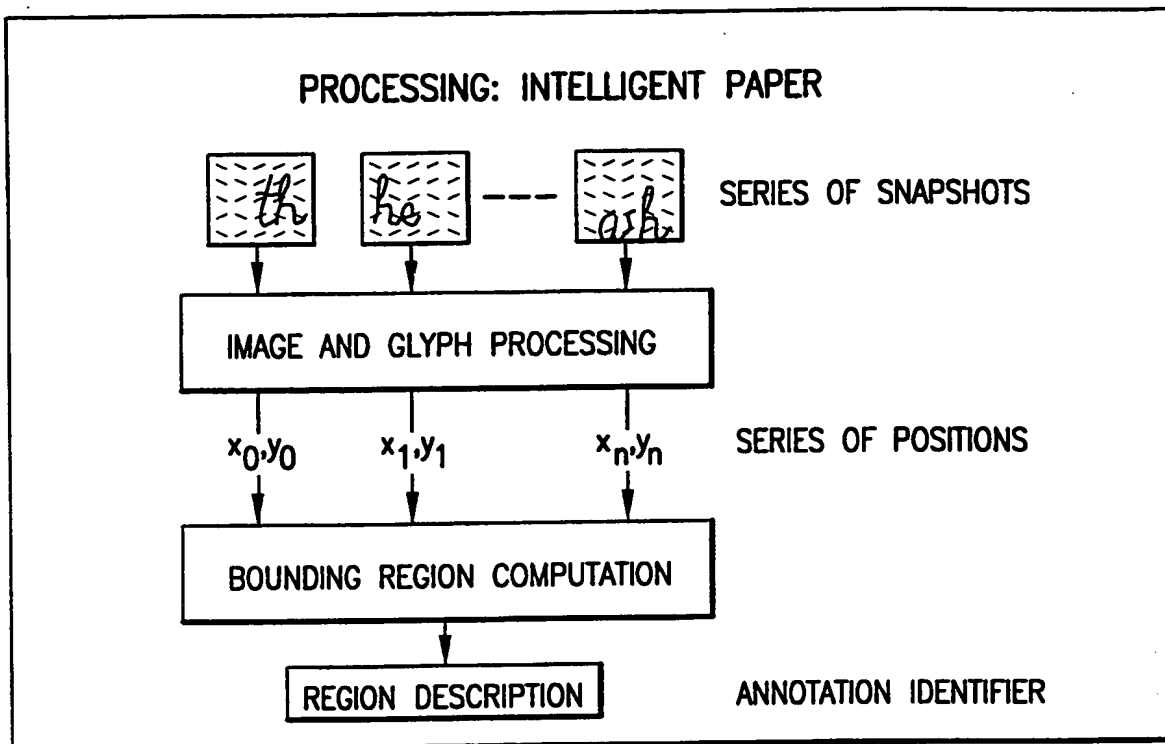 PROCESSING: INTELLIGENT PAPER
th he ---- ash SERIES OF SNAPSHOTS
IMAGE AND GLYPH PROCESSING
x0,y0 x1,y1 xn,yn SERIES OF POSITIONS
BOUNDING REGION COMPUTATION
REGION DESCRIPTION ANNOTATION IDENTIFIER